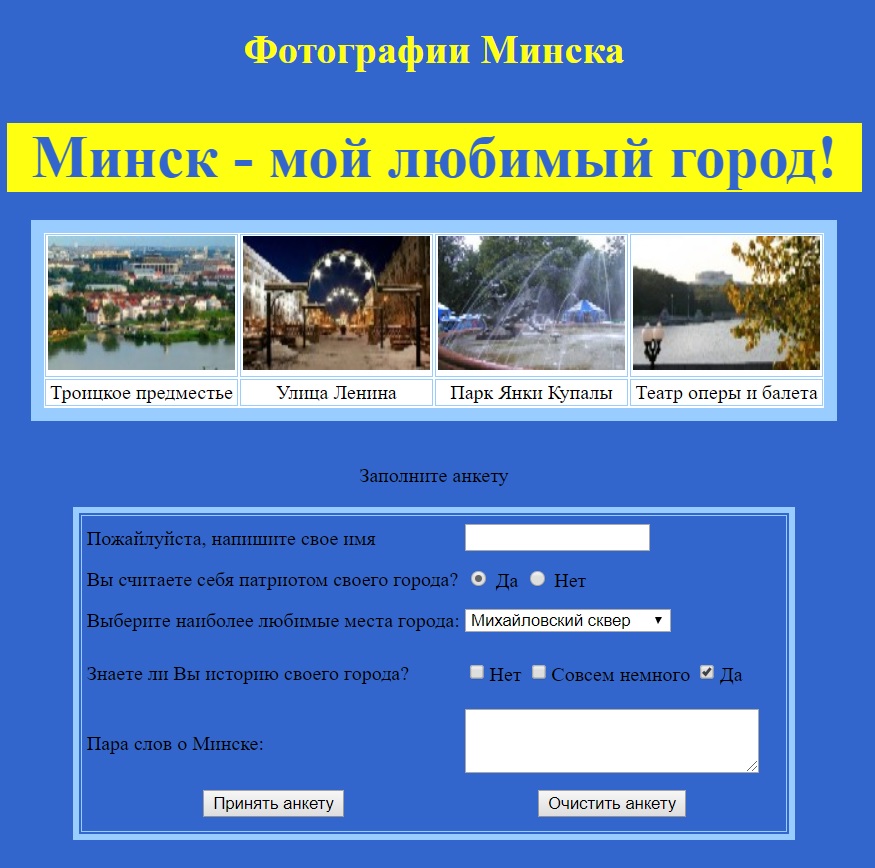 Фотографии Минска
Минск - мой любимый город!
Троицкое предместье Улица Ленина Парк Янки Купалы Театр оперы и балета
Заполните анкету
Пожайлуйста, напишите свое имя
Вы считаете себя патриотом своего города? Да Нет
Выберите наиболее любимые места города: Михайловский сквер
Знаете ли Вы историю своего города? Нет Совсем немного Да
Пара слов о Минске:
Принять анкету Очистить анкету